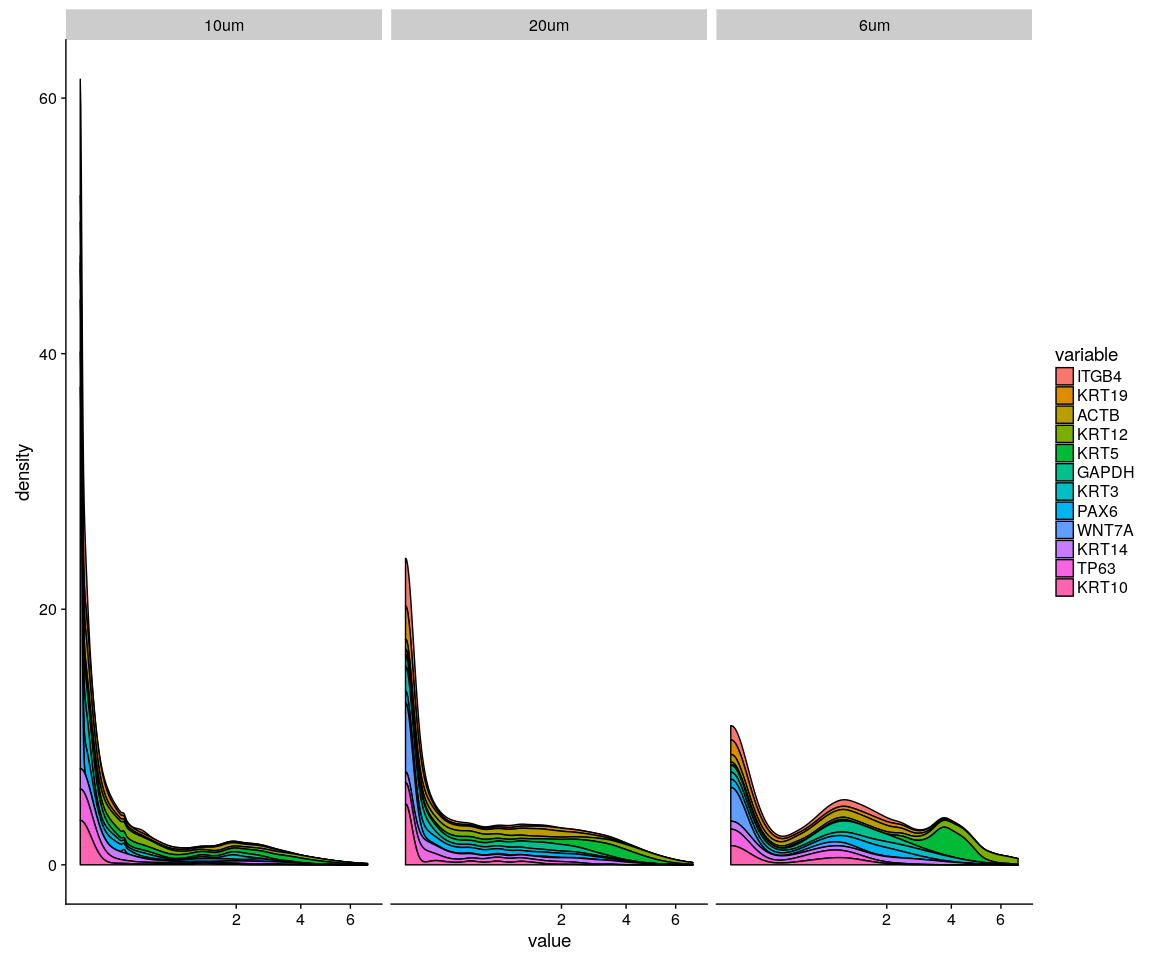 10um
20um
6um
60
40
20
0
density
2
4
6
2
4
6
2
4
6
value
variable
ITGB4
KRT19
ACTB
KRT12
KRT5
GAPDH
KRT3
PAX6
WNT7A
KRT14
TP63
KRT10